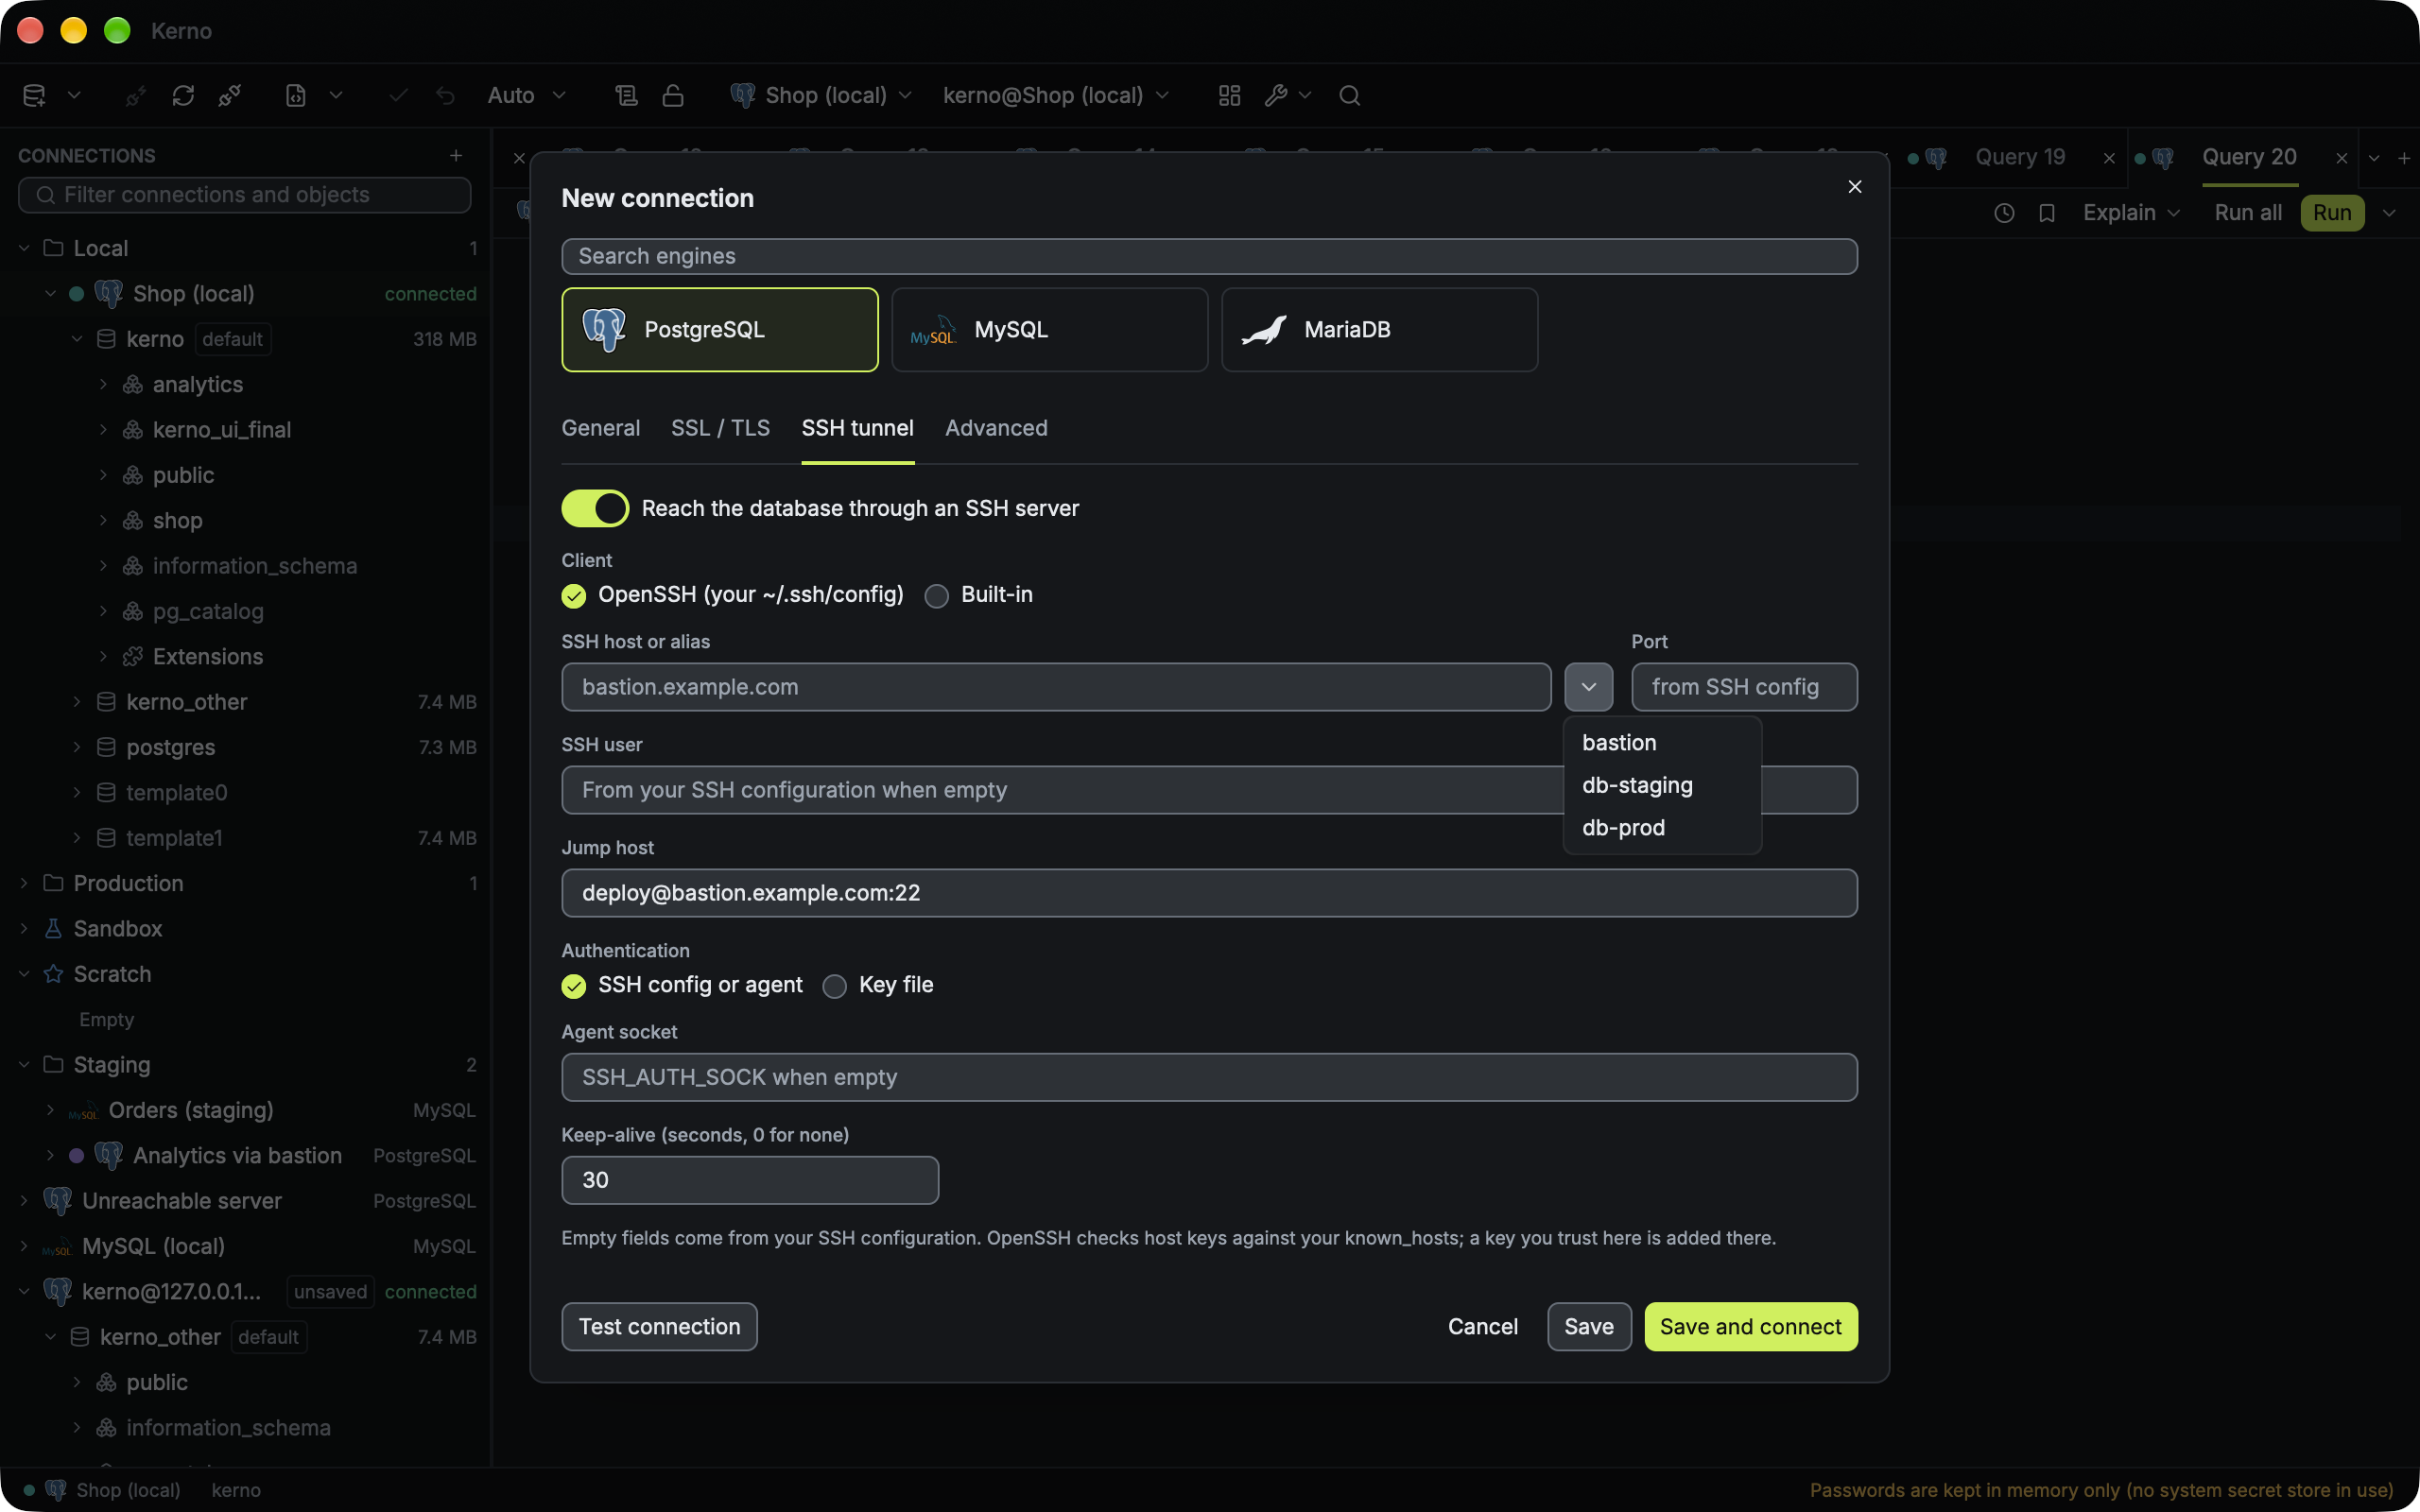 Kerno
Auto
Shop (local)
kerno@Shop (local)
CONNECTIONS
Filter connections and objects
Local 1
Shop (local) connected
kerno default 318 MB
analytics
kerno_ui_final
public
shop
information_schema
pg_catalog
Extensions
kerno_other 7.4 MB
postgres 7.3 MB
template0
template1 7.4 MB
Production 1
Sandbox
Scratch
Empty
Staging 2
MySQL Orders (staging) MySQL
Analytics via bastion PostgreSQL
Unreachable server PostgreSQL
MySQL MySQL (local) MySQL
kerno@127.0.0.1... unsaved connected
kerno_other default 7.4 MB
public
information_schema
Query 19
Query 20
Explain
Run all
Run
New connection
Search engines
PostgreSQL
MySQL MySQL
MariaDB
General
SSL / TLS
SSH tunnel
Advanced
Reach the database through an SSH server
Client
OpenSSH (your ~/.ssh/config)
Built-in
SSH host or alias
bastion.example.com
Port
from SSH config
bastion
db-staging
db-prod
SSH user
From your SSH configuration when empty
Jump host
deploy@bastion.example.com:22
Authentication
SSH config or agent
Key file
Agent socket
SSH_AUTH_SOCK when empty
Keep-alive (seconds, 0 for none)
30
Empty fields come from your SSH configuration. OpenSSH checks host keys against your known_hosts; a key you trust here is added there.
Test connection
Cancel
Save
Save and connect
Shop (local)
kerno
Passwords are kept in memory only (no system secret store in use)